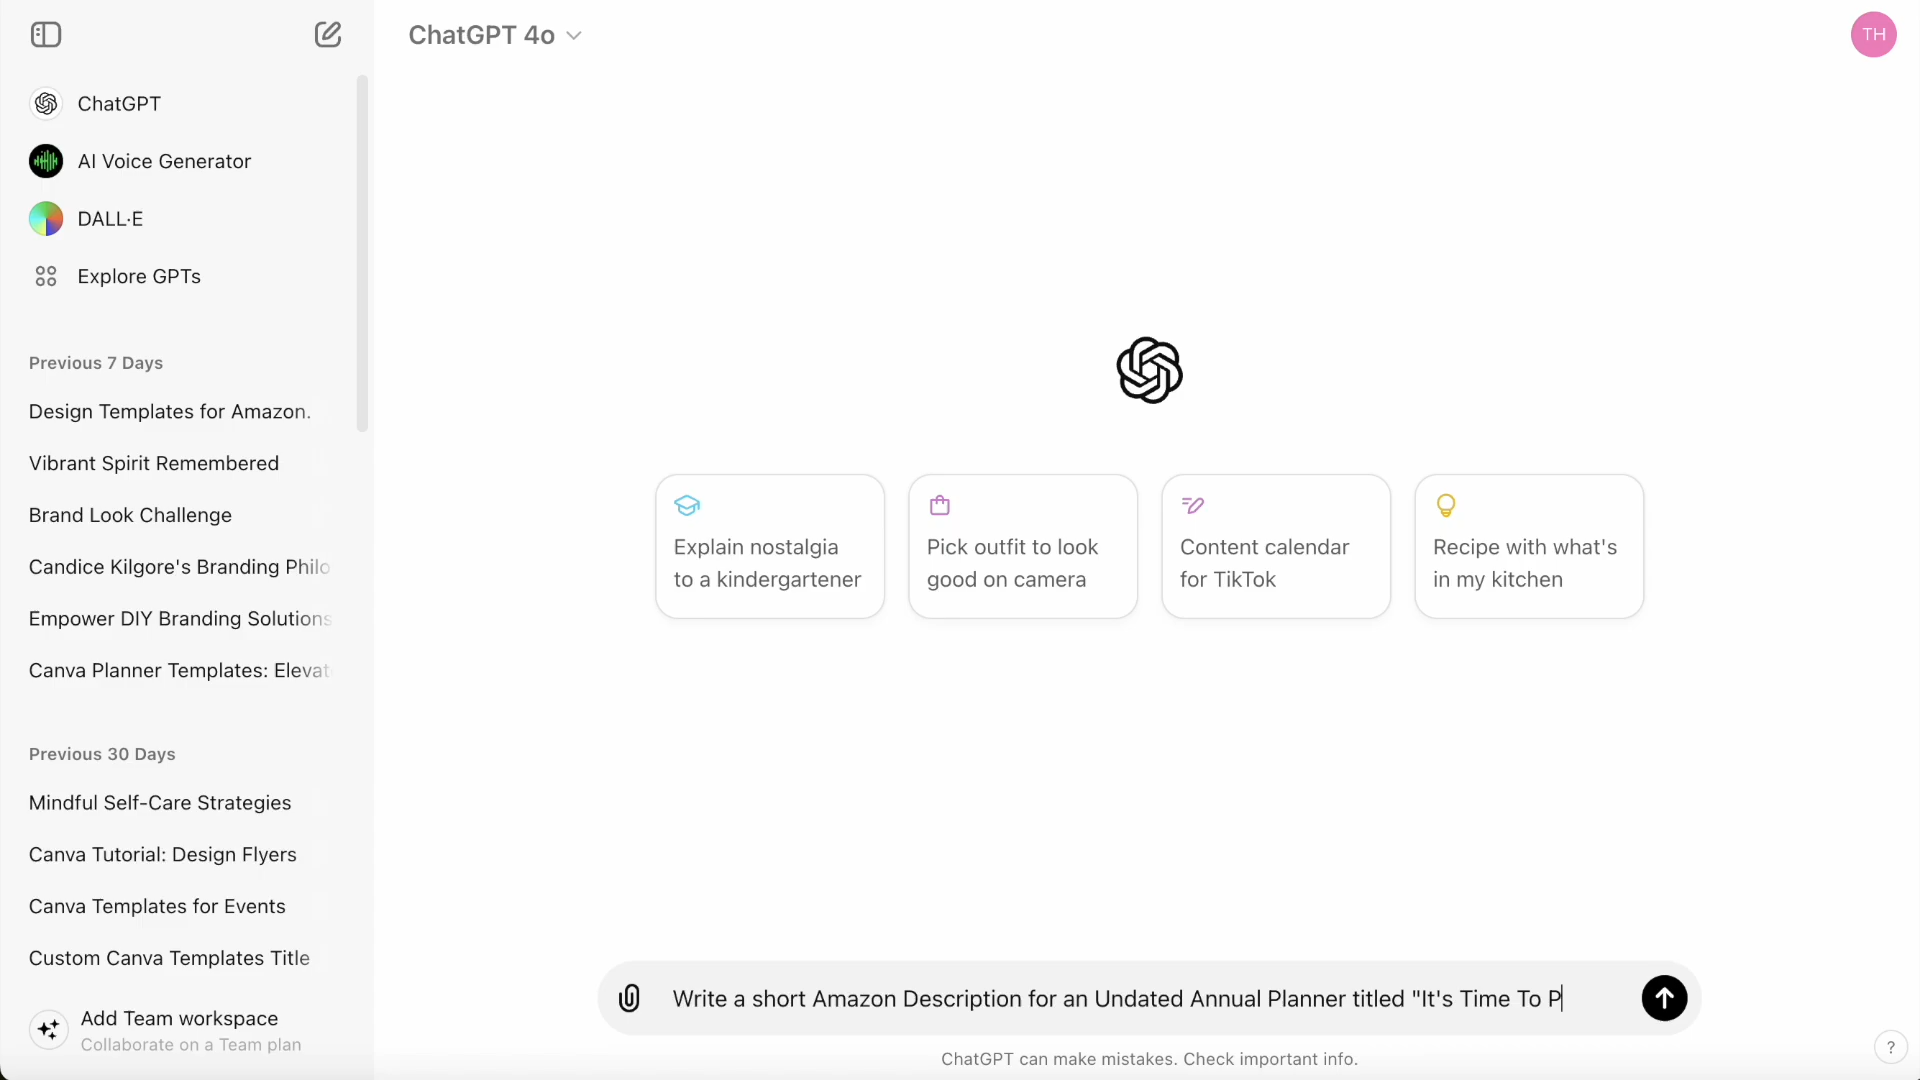 ChatGPT 4o
TH
ChatGPT
AI Voice Generator
DALL·E
Explore GPTs
Previous 7 Days
Design Templates for Amazon.
Vibrant Spirit Remembered
Brand Look Challenge
Candice Kilgore's Branding Philo
Empower DIY Branding Solutions
Canva Planner Templates: Elevat
Previous 30 Days
Mindful Self-Care Strategies
Canva Tutorial: Design Flyers
Canva Templates for Events
Custom Canva Templates Title
Add Team workspace
Collaborate on a Team plan
Explain nostalgia
to a kindergartener
Pick outfit to look
good on camera
Content calendar
for TikTok
Recipe with what's
in my kitchen
Write a short Amazon Description for an Undated Annual Planner titled "It's Time To P
ChatGPT can make mistakes. Check important info.
?